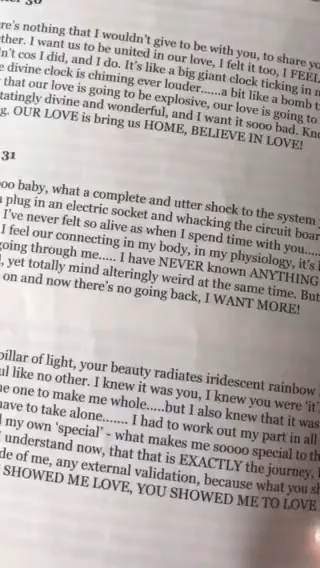 30
re's nothing that I wouldn't give to be with you, to share yo
ther. I want us to be united in our love, I felt it too, I FEEL
n't cos I did, and I do. It's like a big giant clock ticking in
e divine clock is chiming ever louder......a bit like a bomb t
that our love is going to be explosive, our love is going to
tatingly divine and wonderful, and I want it sooo bad. Kno
g. OUR LOVE is bring us HOME, BELIEVE IN LOVE!
31
oo baby, what a complete and utter shock to the system
plug in an electric socket and whacking the circuit boar
I've never felt so alive as when I spend time with you.....
I feel our connecting in my body, in my physiology, it's
going through me..... I have NEVER known ANYTHING
, yet totally mind alteringly weird at the same time. But
on and now there's no going back, I WANT MORE!
pillar of light, your beauty radiates iridescent rainbow
ul like no other. I knew it was you, I knew you were 'it'
ne one to make me whole.....but I also knew that it was
have to take alone....... I had to work out my part in all
my own 'special' - what makes me soooo special to th
understand now, that that is EXACTLY the journey,
de of me, any external validation, because what you sh
SHOWED ME LOVE, YOU SHOWED ME TO LOVE